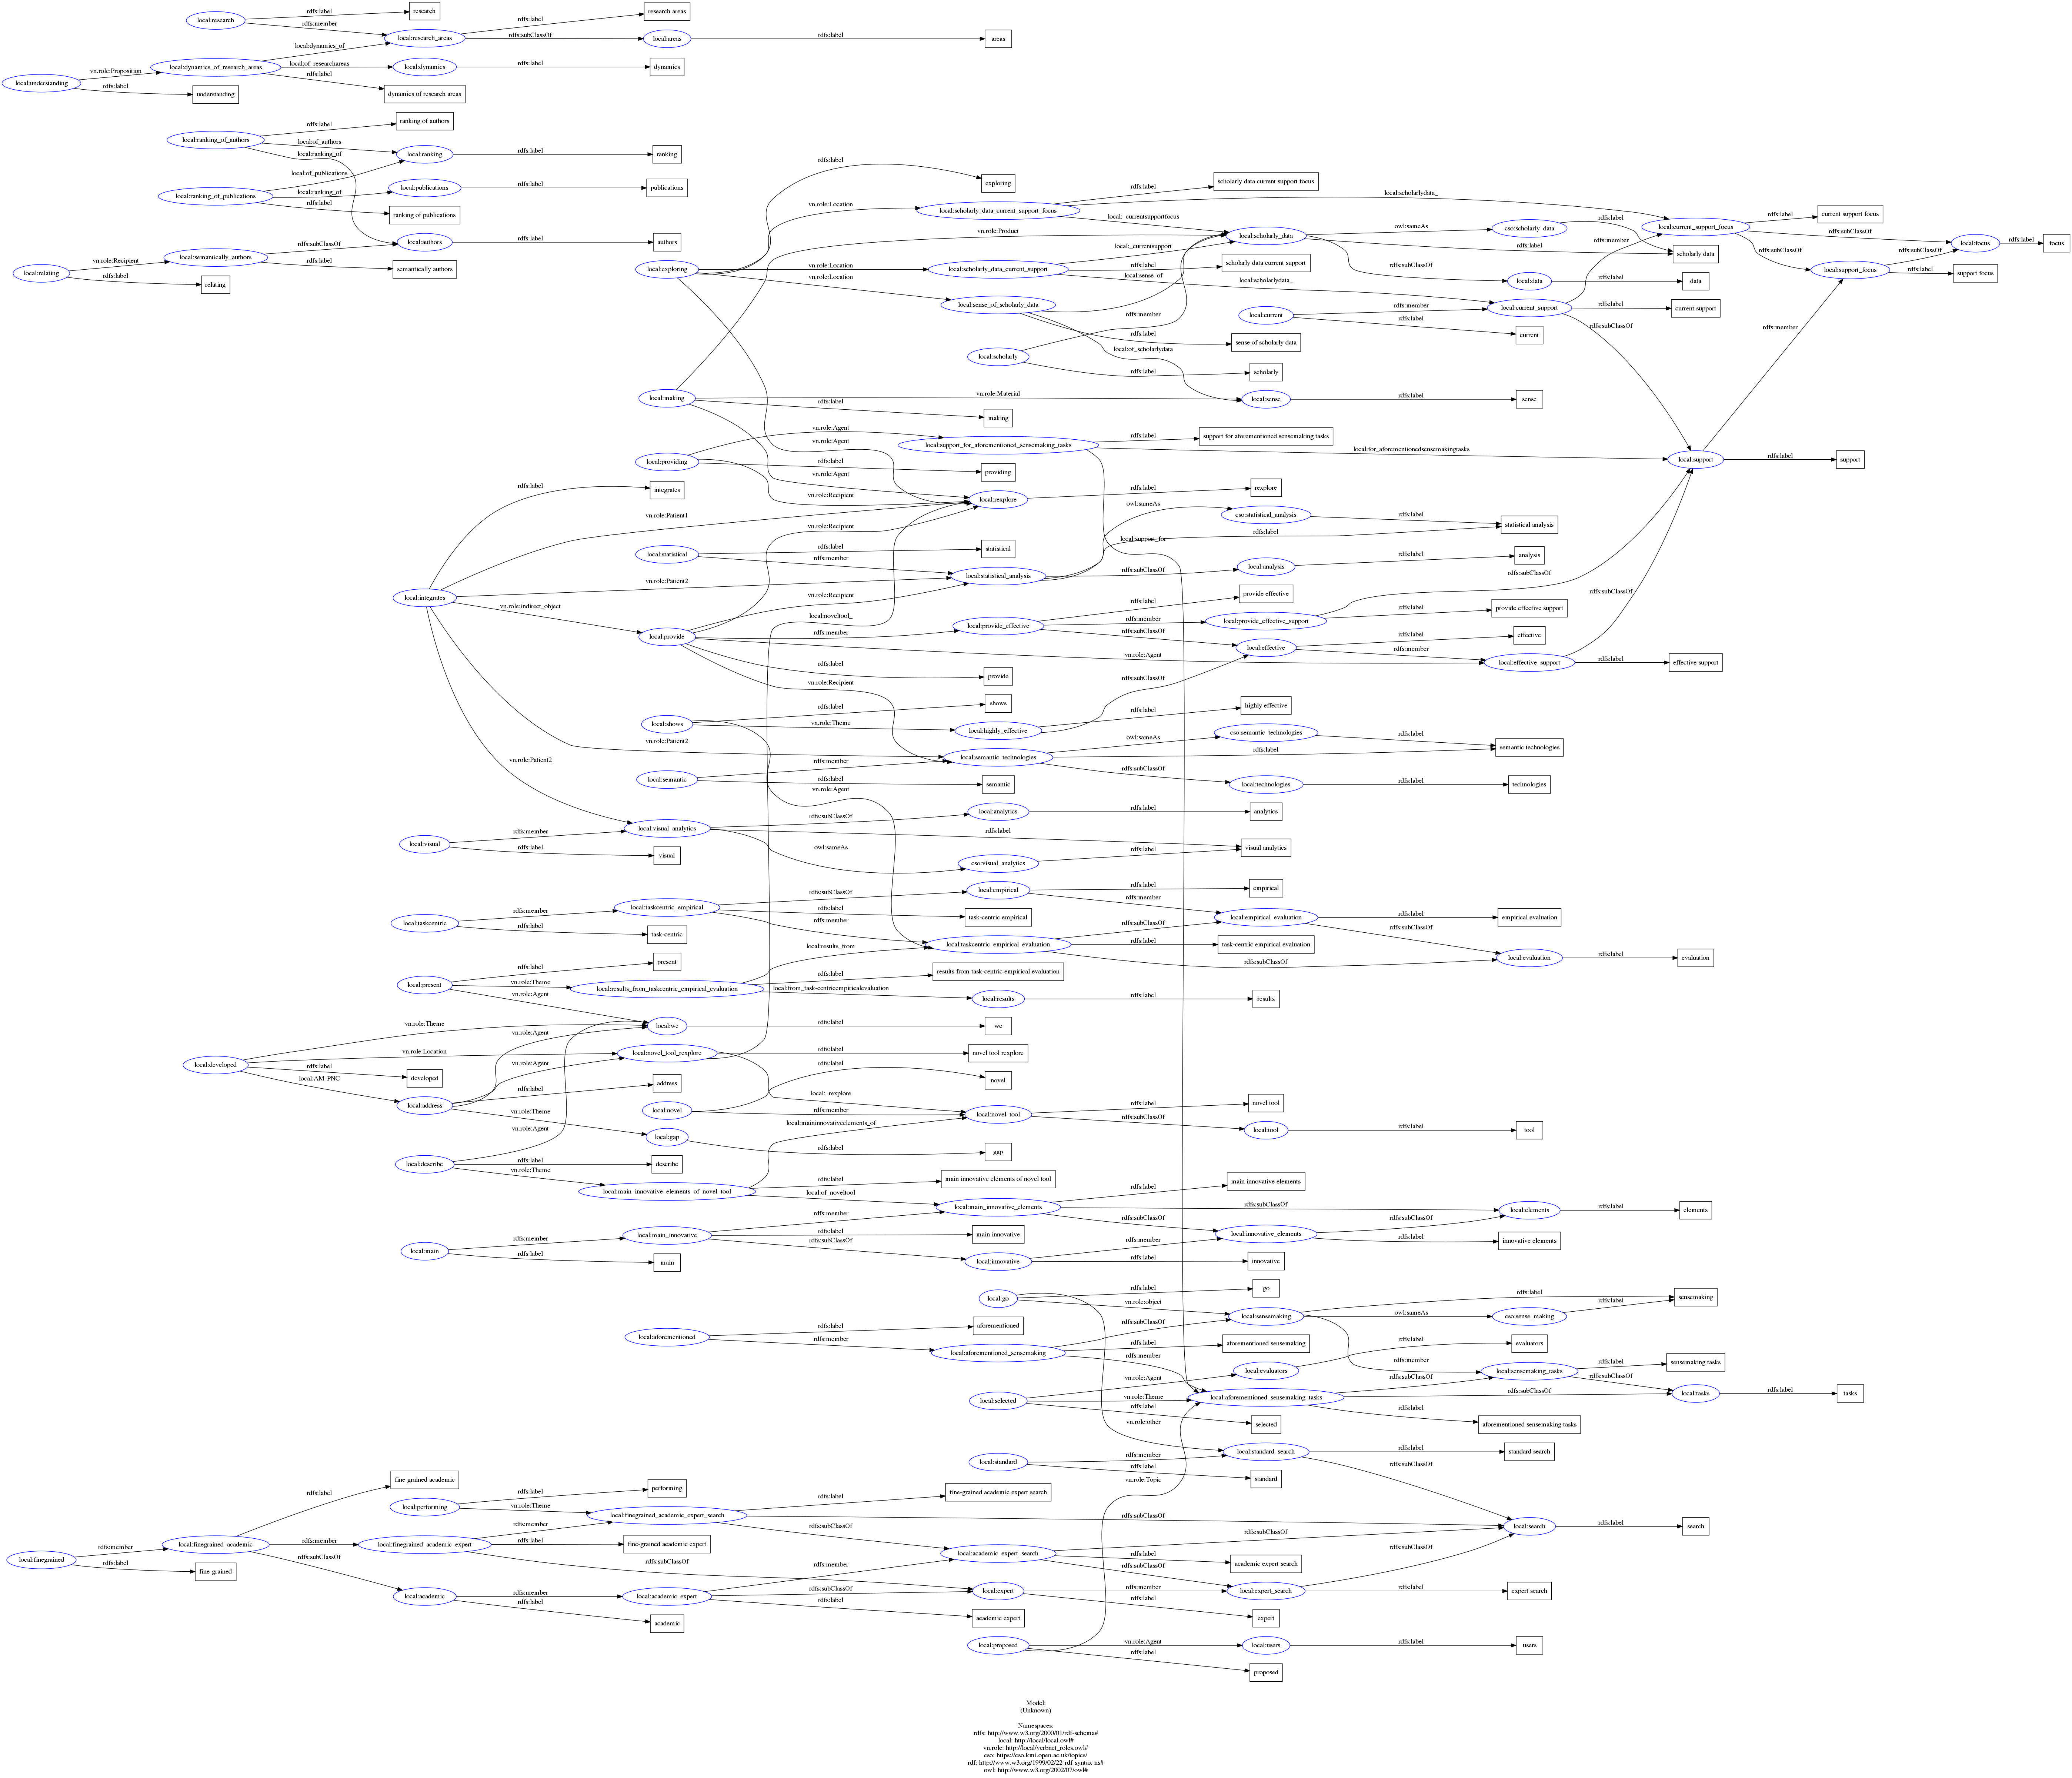 local:research
rdfs:label
research
rdfs:member
local:research_areas
rdfs:label
research areas
rdfs:subClassOf
local:areas
rdfs:label
areas
local:understanding
vn.role:Proposition
local:dynamics_of_research_areas
local:dynamics_of
local:of_researchareas
local:dynamics
rdfs:label
dynamics
rdfs:label
dynamics of research areas
rdfs:label
understanding
local:ranking_of_authors
rdfs:label
ranking of authors
local:of_authors
local:ranking_of
local:ranking
rdfs:label
ranking
local:of_publications
local:ranking_of_publications
local:ranking_of
local:publications
rdfs:label
publications
rdfs:label
ranking of publications
local:relating
vn.role:Recipient
local:semantically_authors
rdfs:subClassOf
local:authors
rdfs:label
authors
rdfs:label
semantically authors
rdfs:label
relating
local:exploring
rdfs:label
exploring
vn.role:Location
local:scholarly_data_current_support_focus
rdfs:label
scholarly data current support focus
local:scholarlydata_
local:_currentsupportfocus
vn.role:Product
local:scholarly_data
owl:sameAs
cso:scholarly_data
rdfs:label
rdfs:label
scholarly data
local:current_support_focus
rdfs:label
current support focus
rdfs:subClassOf
local:focus
rdfs:label
focus
rdfs:subClassOf
local:support_focus
rdfs:subClassOf
rdfs:label
support focus
rdfs:member
vn.role:Location
local:scholarly_data_current_support
local:_currentsupport
rdfs:label
scholarly data current support
local:scholarlydata_
rdfs:subClassOf
local:data
rdfs:label
data
vn.role:Location
local:sense_of_scholarly_data
local:sense_of
rdfs:label
sense of scholarly data
local:of_scholarlydata
local:current
rdfs:member
local:current_support
rdfs:label
current support
rdfs:label
current
rdfs:subClassOf
rdfs:member
local:scholarly
rdfs:member
rdfs:label
scholarly
local:making
vn.role:Material
local:sense
rdfs:label
sense
rdfs:label
making
vn.role:Agent
vn.role:Agent
local:providing
vn.role:Agent
local:support_for_aforementioned_sensemaking_tasks
rdfs:label
support for aforementioned sensemaking tasks
local:for_aforementionedsensemakingtasks
local:support
rdfs:label
support
rdfs:label
providing
vn.role:Recipient
local:rexplore
rdfs:label
rexplore
local:support_for
local:integrates
rdfs:label
integrates
vn.role:Patient1
vn.role:Patient2
vn.role:indirect_object
vn.role:Patient2
vn.role:Patient2
local:statistical
rdfs:label
statistical
rdfs:member
local:statistical_analysis
owl:sameAs
cso:statistical_analysis
rdfs:label
rdfs:label
statistical analysis
rdfs:subClassOf
local:analysis
rdfs:label
analysis
local:provide
vn.role:Recipient
vn.role:Recipient
local:noveltool_
rdfs:member
local:provide_effective
rdfs:label
provide effective
rdfs:member
local:provide_effective_support
rdfs:label
provide effective support
rdfs:subClassOf
rdfs:subClassOf
local:effective
rdfs:label
effective
rdfs:member
local:effective_support
rdfs:label
effective support
rdfs:subClassOf
vn.role:Agent
rdfs:label
provide
vn.role:Recipient
local:shows
rdfs:label
shows
vn.role:Theme
local:highly_effective
rdfs:label
highly effective
rdfs:subClassOf
vn.role:Agent
local:semantic
rdfs:member
local:semantic_technologies
owl:sameAs
cso:semantic_technologies
rdfs:label
rdfs:label
semantic technologies
rdfs:subClassOf
local:technologies
rdfs:label
technologies
rdfs:label
semantic
local:visual
rdfs:member
local:visual_analytics
rdfs:subClassOf
local:analytics
rdfs:label
analytics
rdfs:label
owl:sameAs
cso:visual_analytics
rdfs:label
visual analytics
rdfs:label
visual
local:taskcentric
rdfs:member
local:taskcentric_empirical
rdfs:subClassOf
local:empirical
rdfs:label
empirical
rdfs:member
local:empirical_evaluation
rdfs:label
empirical evaluation
rdfs:label
task-centric empirical
rdfs:member
local:taskcentric_empirical_evaluation
rdfs:subClassOf
rdfs:label
task-centric empirical evaluation
rdfs:subClassOf
rdfs:subClassOf
local:evaluation
rdfs:label
evaluation
rdfs:label
task-centric
local:present
rdfs:label
present
vn.role:Theme
local:results_from_taskcentric_empirical_evaluation
local:results_from
rdfs:label
results from task-centric empirical evaluation
local:from_task-centricempiricalevaluation
local:results
rdfs:label
results
vn.role:Agent
local:we
rdfs:label
we
local:developed
vn.role:Theme
vn.role:Location
local:novel_tool_rexplore
rdfs:label
novel tool rexplore
local:_rexplore
rdfs:label
developed
local:AM-PNC
local:address
vn.role:Agent
vn.role:Agent
rdfs:label
address
vn.role:Theme
local:gap
rdfs:label
gap
local:novel
rdfs:label
novel
rdfs:member
local:novel_tool
rdfs:label
novel tool
rdfs:subClassOf
local:tool
rdfs:label
tool
local:describe
vn.role:Agent
rdfs:label
describe
vn.role:Theme
local:main_innovative_elements_of_novel_tool
local:maininnovativeelements_of
rdfs:label
main innovative elements of novel tool
local:of_noveltool
local:main_innovative_elements
rdfs:label
main innovative elements
rdfs:subClassOf
local:elements
rdfs:label
elements
rdfs:subClassOf
local:innovative_elements
rdfs:subClassOf
rdfs:label
innovative elements
local:main
rdfs:member
local:main_innovative
rdfs:member
rdfs:label
main innovative
rdfs:subClassOf
local:innovative
rdfs:member
rdfs:label
innovative
rdfs:label
main
local:go
rdfs:label
go
vn.role:object
local:sensemaking
rdfs:label
sensemaking
owl:sameAs
cso:sense_making
rdfs:label
rdfs:member
local:aforementioned
rdfs:label
aforementioned
rdfs:member
local:aforementioned_sensemaking
rdfs:subClassOf
rdfs:label
aforementioned sensemaking
rdfs:member
local:evaluators
rdfs:label
evaluators
local:sensemaking_tasks
rdfs:label
sensemaking tasks
rdfs:subClassOf
local:tasks
rdfs:label
tasks
local:selected
vn.role:Agent
vn.role:Theme
local:aforementioned_sensemaking_tasks
rdfs:subClassOf
rdfs:subClassOf
rdfs:label
aforementioned sensemaking tasks
rdfs:label
selected
vn.role:other
local:standard
rdfs:member
local:standard_search
rdfs:label
standard search
rdfs:subClassOf
rdfs:label
standard
vn.role:Topic
local:finegrained
rdfs:member
local:finegrained_academic
rdfs:label
fine-grained academic
rdfs:label
fine-grained
local:performing
rdfs:label
performing
vn.role:Theme
local:finegrained_academic_expert_search
rdfs:label
fine-grained academic expert search
rdfs:subClassOf
local:search
rdfs:label
search
rdfs:subClassOf
rdfs:member
local:finegrained_academic_expert
rdfs:member
rdfs:label
fine-grained academic expert
rdfs:subClassOf
rdfs:subClassOf
local:academic
rdfs:member
local:academic_expert
rdfs:member
local:academic_expert_search
rdfs:subClassOf
rdfs:label
academic expert search
rdfs:subClassOf
rdfs:subClassOf
rdfs:subClassOf
local:expert
rdfs:member
local:expert_search
rdfs:label
expert search
rdfs:label
expert
rdfs:label
academic expert
rdfs:label
academic
local:proposed
vn.role:Agent
local:users
rdfs:label
users
rdfs:label
proposed
Model:
(Unknown)
Namespaces:
rdfs: http://www.w3.org/2000/01/rdf-schema#
local: http://local/local.owl#
vn.role: http://local/verbnet_roles.owl#
cso: https://cso.kmi.open.ac.uk/topics/
rdf: http://www.w3.org/1999/02/22-rdf-syntax-ns#
owl: http://www.w3.org/2002/07/owl#